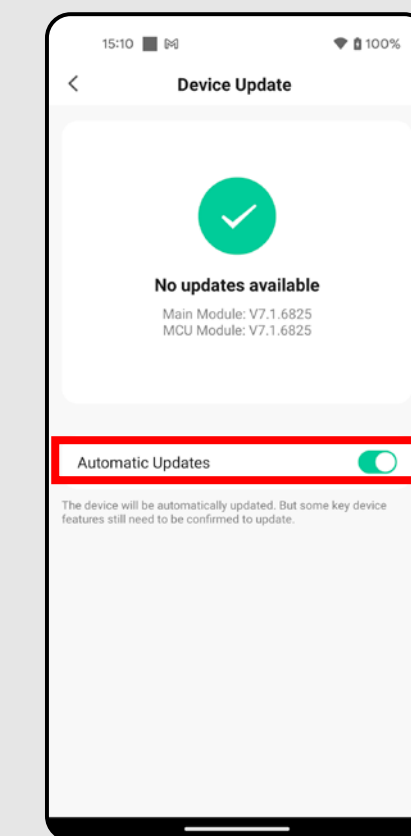 15:10 100%
Device Update
No updates available
Main Module: V7.1.6825
MCU Module: V7.1.6825
Automatic Updates
The device will be automatically updated. But some key device
features still need to be confirmed to update.